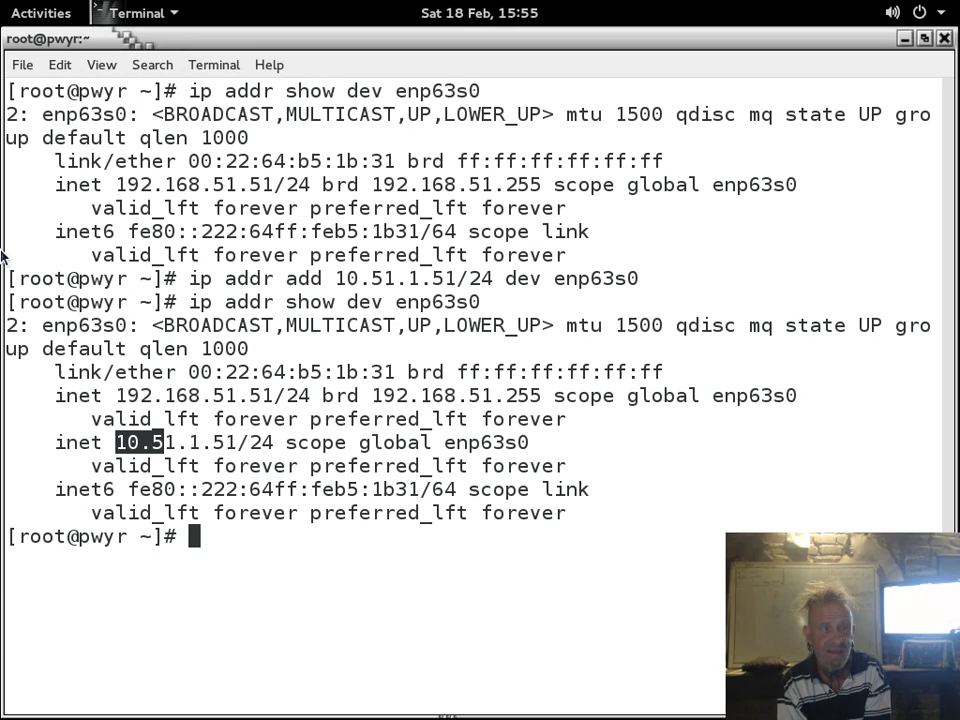 Activities Terminal Sat 18 Feb, 15:55
root@pwyr:~
File Edit View Search Terminal Help
[root@pwyr ~]# ip addr show dev enp63s0
2: enp63s0: <BROADCAST,MULTICAST,UP,LOWER_UP> mtu 1500 qdisc mq state UP gro
up default qlen 1000
    link/ether 00:22:64:b5:1b:31 brd ff:ff:ff:ff:ff:ff
    inet 192.168.51.51/24 brd 192.168.51.255 scope global enp63s0
       valid_lft forever preferred_lft forever
    inet6 fe80::222:64ff:feb5:1b31/64 scope link
       valid_lft forever preferred_lft forever
[root@pwyr ~]# ip addr add 10.51.1.51/24 dev enp63s0
[root@pwyr ~]# ip addr show dev enp63s0
2: enp63s0: <BROADCAST,MULTICAST,UP,LOWER_UP> mtu 1500 qdisc mq state UP gro
up default qlen 1000
    link/ether 00:22:64:b5:1b:31 brd ff:ff:ff:ff:ff:ff
    inet 192.168.51.51/24 brd 192.168.51.255 scope global enp63s0
       valid_lft forever preferred_lft forever
    inet 10.51.1.51/24 scope global enp63s0
       valid_lft forever preferred_lft forever
    inet6 fe80::222:64ff:feb5:1b31/64 scope link
       valid_lft forever preferred_lft forever
[root@pwyr ~]#